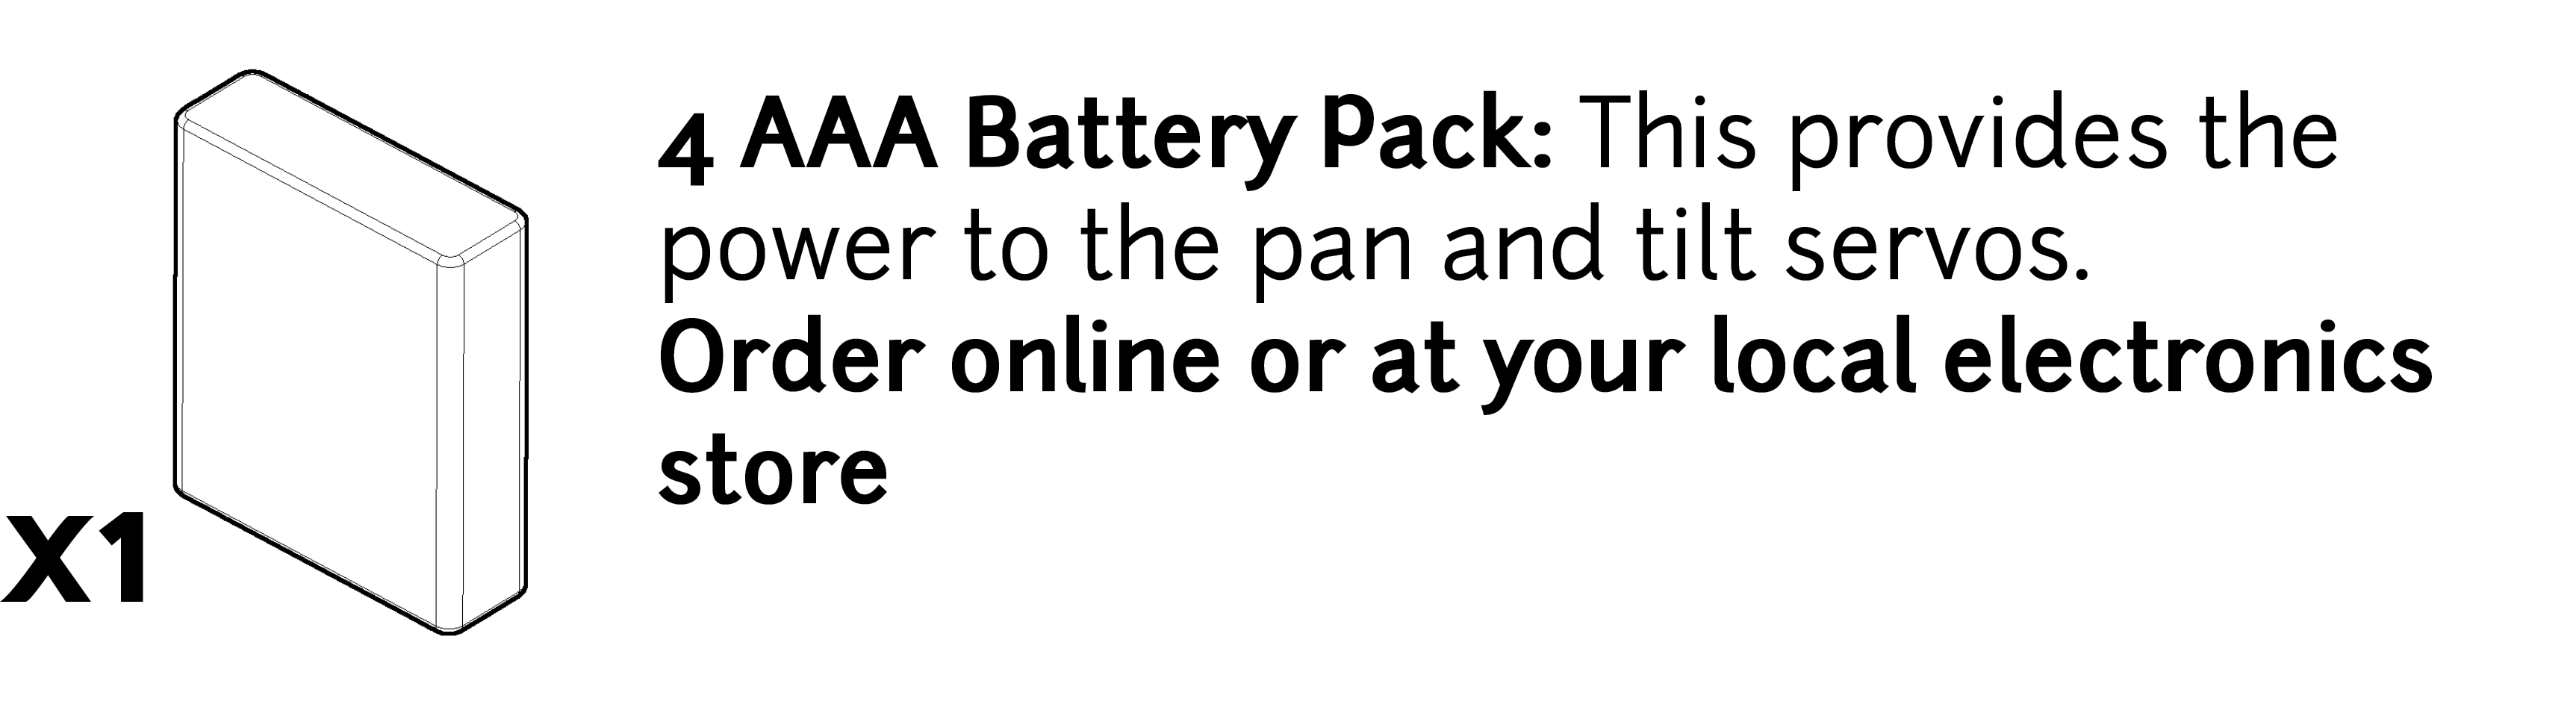 4 AAA Battery Pack: This provides the
power to the pan and tilt servos.
Order online or at your local electronics
store
X1